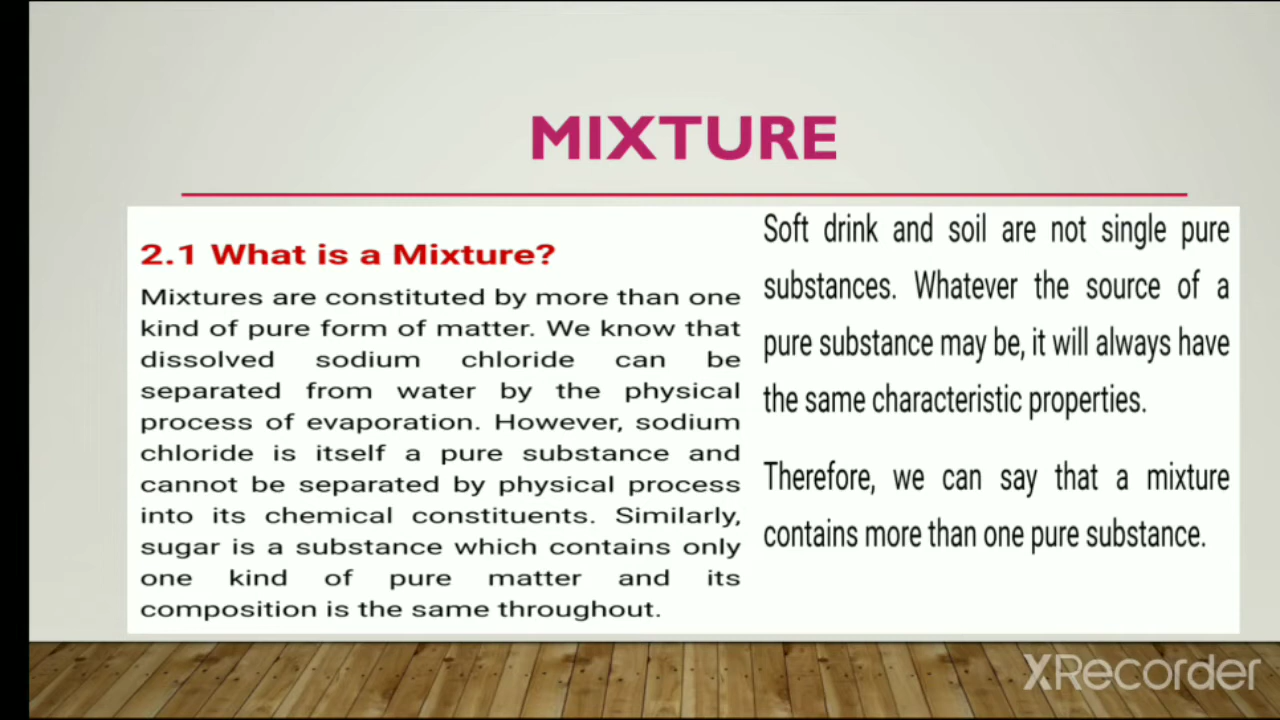 MIXTURE
2.1 What is a Mixture?
Mixtures are constituted by more than one
kind of pure form of matter. We know that
dissolved sodium chloride can be
separated from water by the physical
process of evaporation. However, sodium
chloride is itself a pure substance and
cannot be separated by physical process
into its chemical constituents. Similarly,
sugar is a substance which contains only
one kind of pure matter and its
composition is the same throughout.
Soft drink and soil are not single pure
substances. Whatever the source of a
pure substance may be, it will always have
the same characteristic properties.
Therefore, we can say that a mixture
contains more than one pure substance.
XRecorder